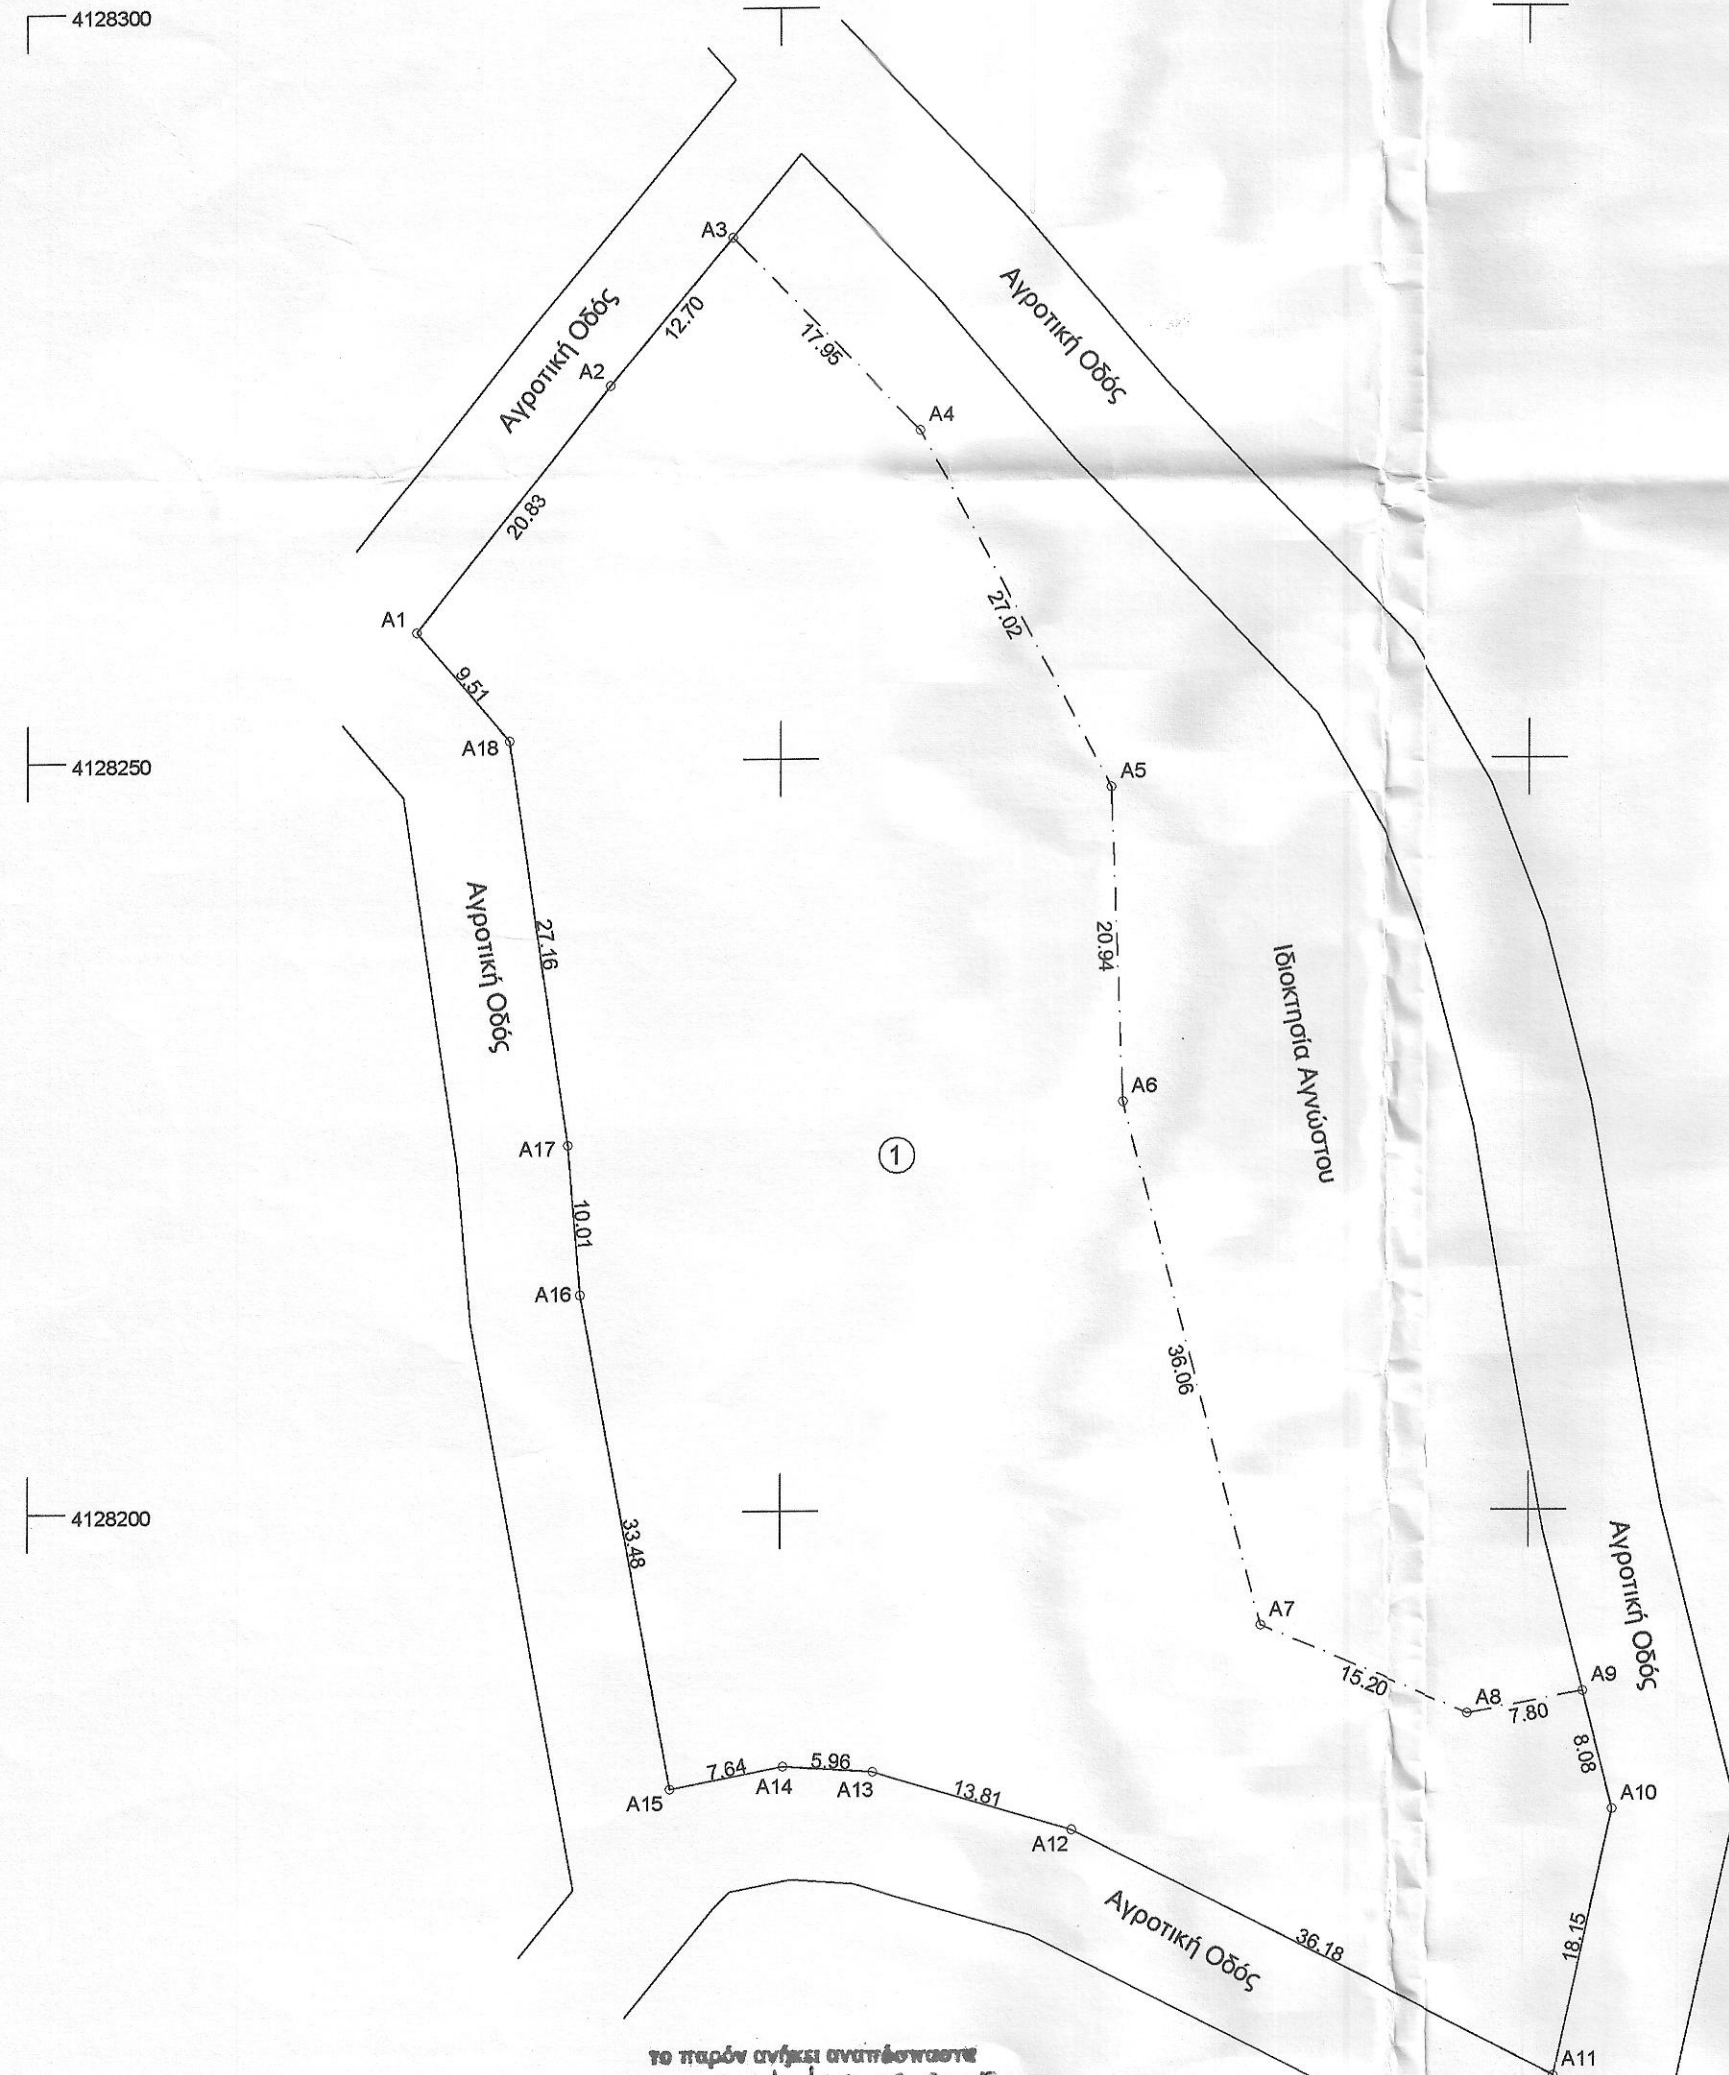 4128300
A3
Αγροτική Οδός
12.70
Αγροτική Οδός
17.95
A2
A4
20.83
27.02
A1
9.51
A18
4128250
A5
Αγροτική Οδός
27.16
20.94
Ιδιοκτησία Αγνώστου
A6
A17
1
10.01
A16
36.06
4128200
33.48
Αγροτική Οδός
A7
15.20
A9
A8
7.80
8.08
7.64
5.96
A14
A13
13.81
A15
A10
A12
Αγροτική Οδός
36.18
18.15
το παρόν ανήκει
A11